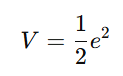 V = \frac{1}{2} e^2